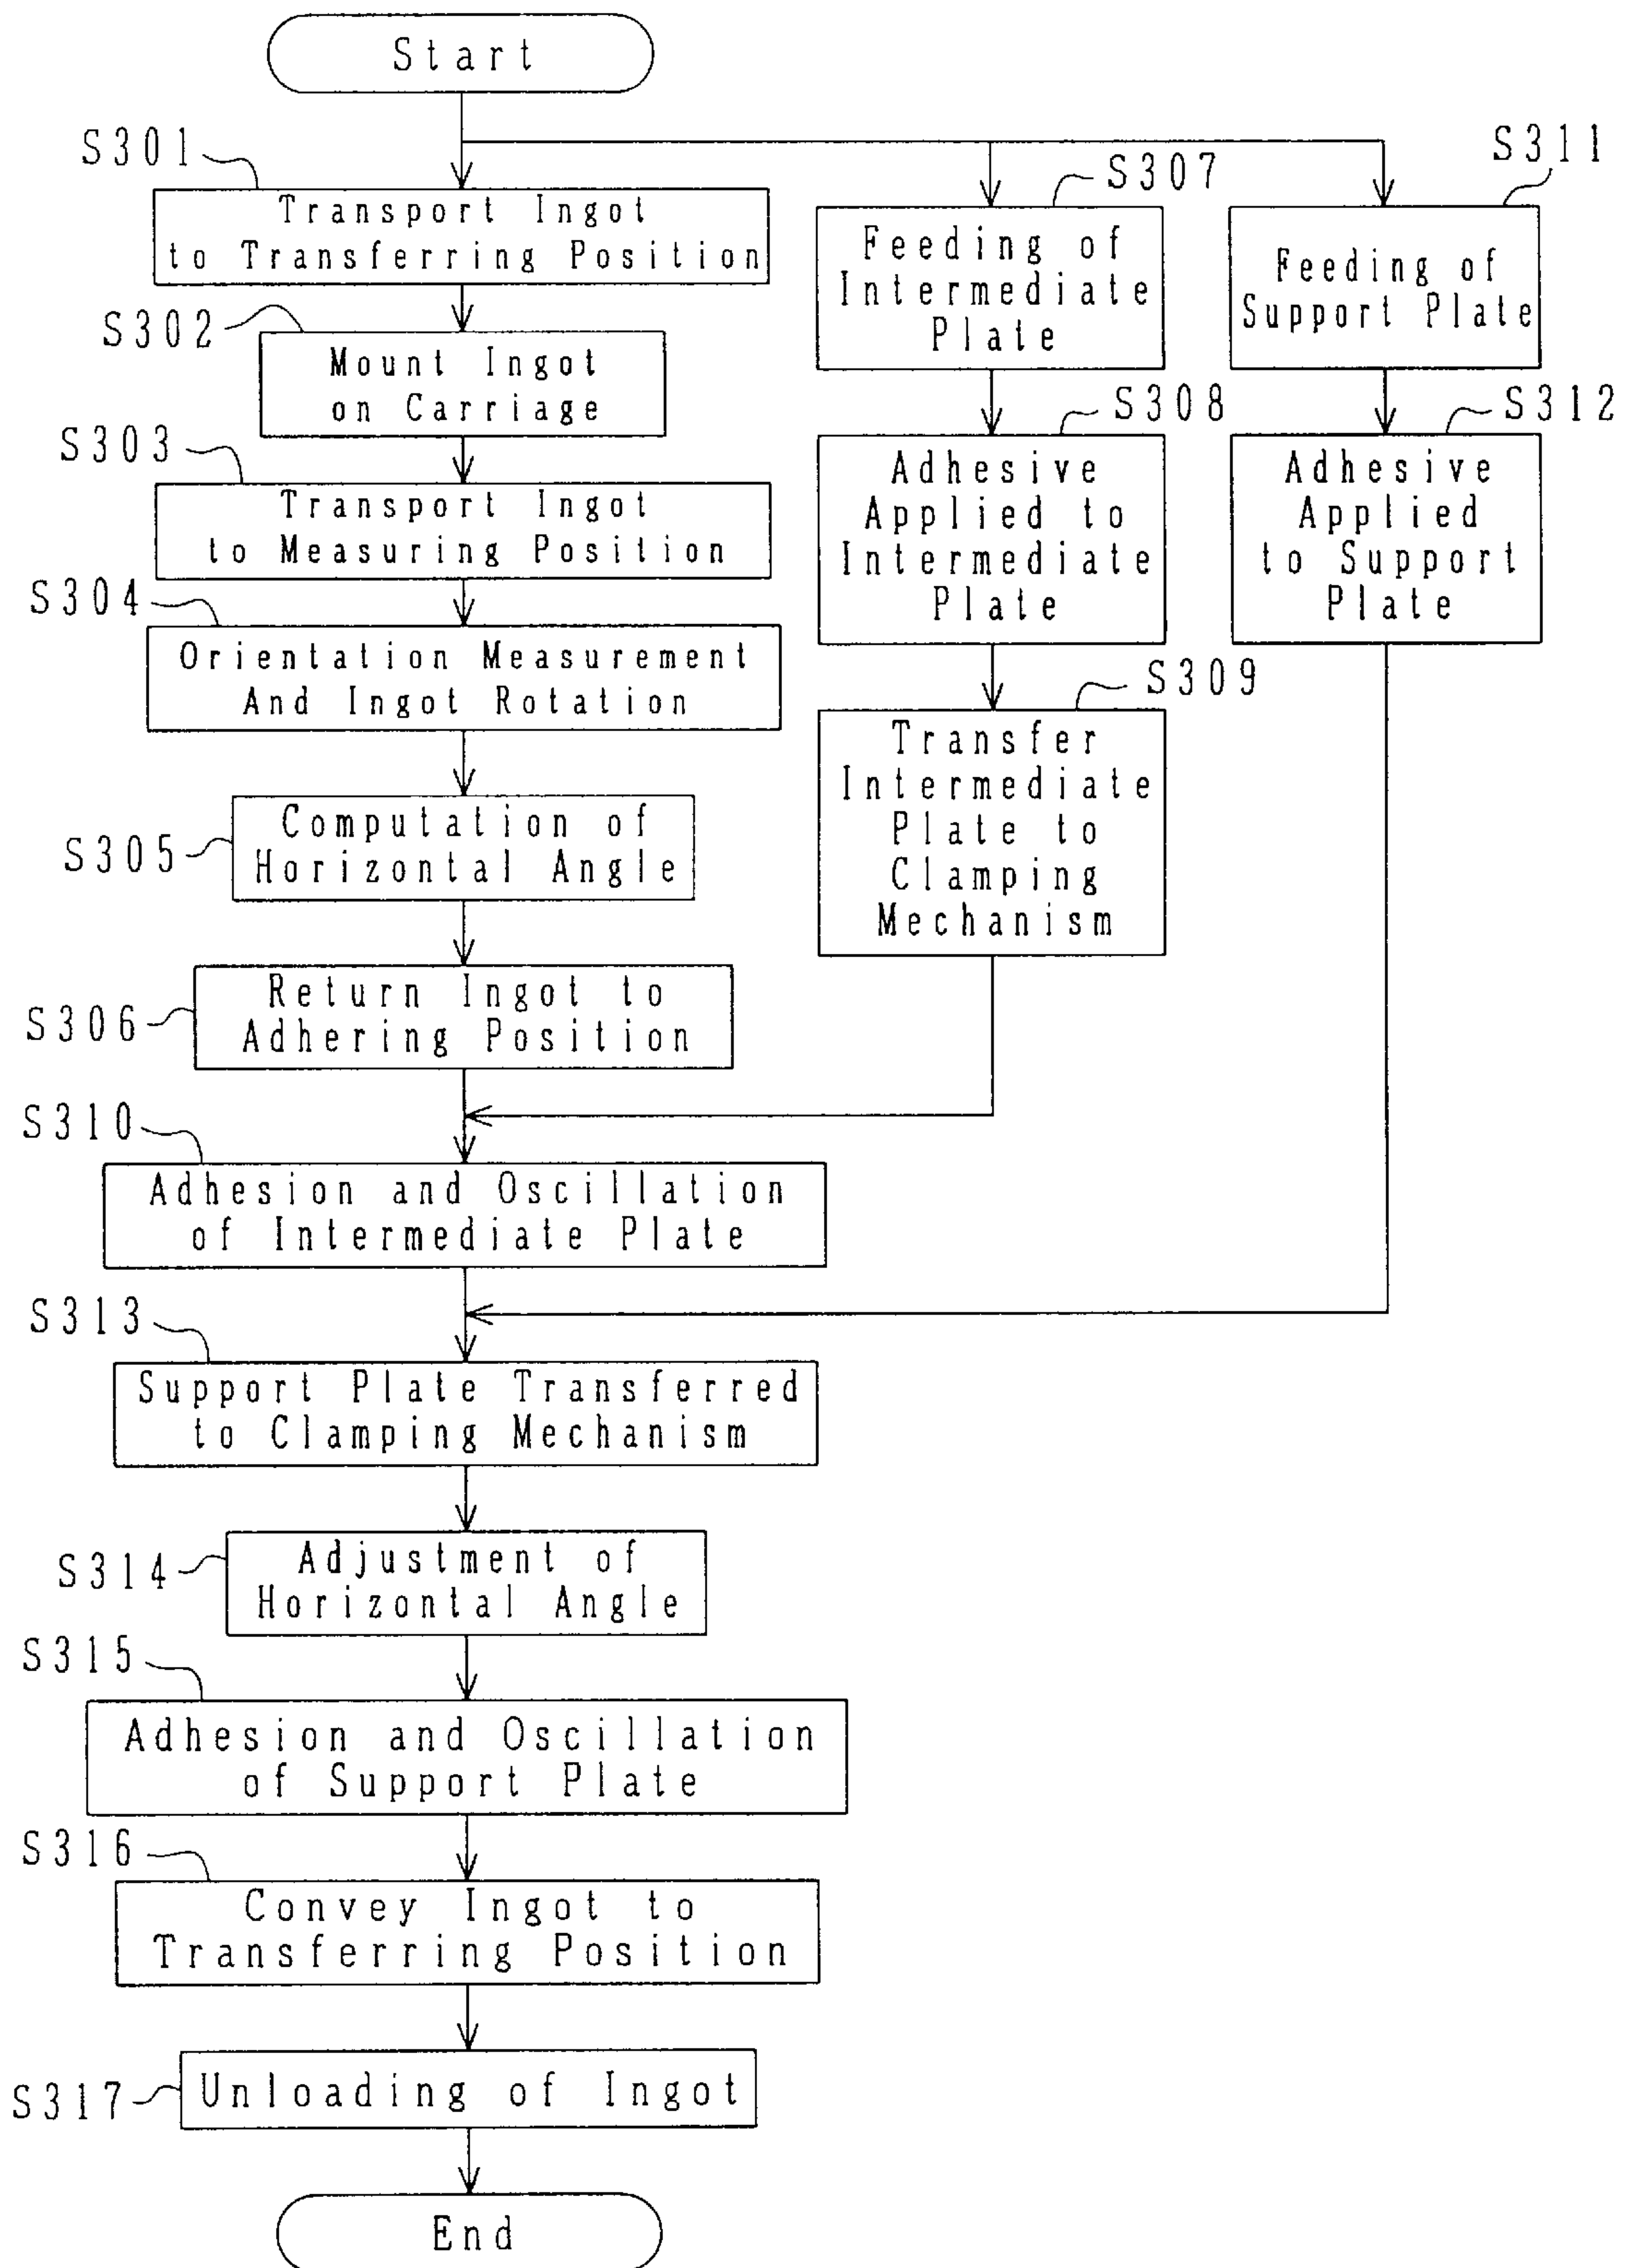 Start
S301
Transport Ingot
to Transferring Position
S302
Mount Ingot
on Carriage
S303
Transport Ingot
to Measuring Position
S304
Orientation Measurement
And Ingot Rotation
S305
Computation of
Horizontal Angle
S306
Return Ingot to
Adhering Position
S307
Feeding of
Intermediate
Plate
S308
Adhesive
Applied to
Intermediate
Plate
S309
Transfer
Intermediate
Plate to
Clamping
Mechanism
S310
Adhesion and Oscillation
of Intermediate Plate
S311
Feeding of
Support Plate
S312
Adhesive
Applied
to Support
Plate
S313
Support Plate Transferred
to Clamping Mechanism
S314
Adjustment of
Horizontal Angle
S315
Adhesion and Oscillation
of Support Plate
S316
Convey Ingot to
Transferring Position
S317
Unloading of Ingot
End